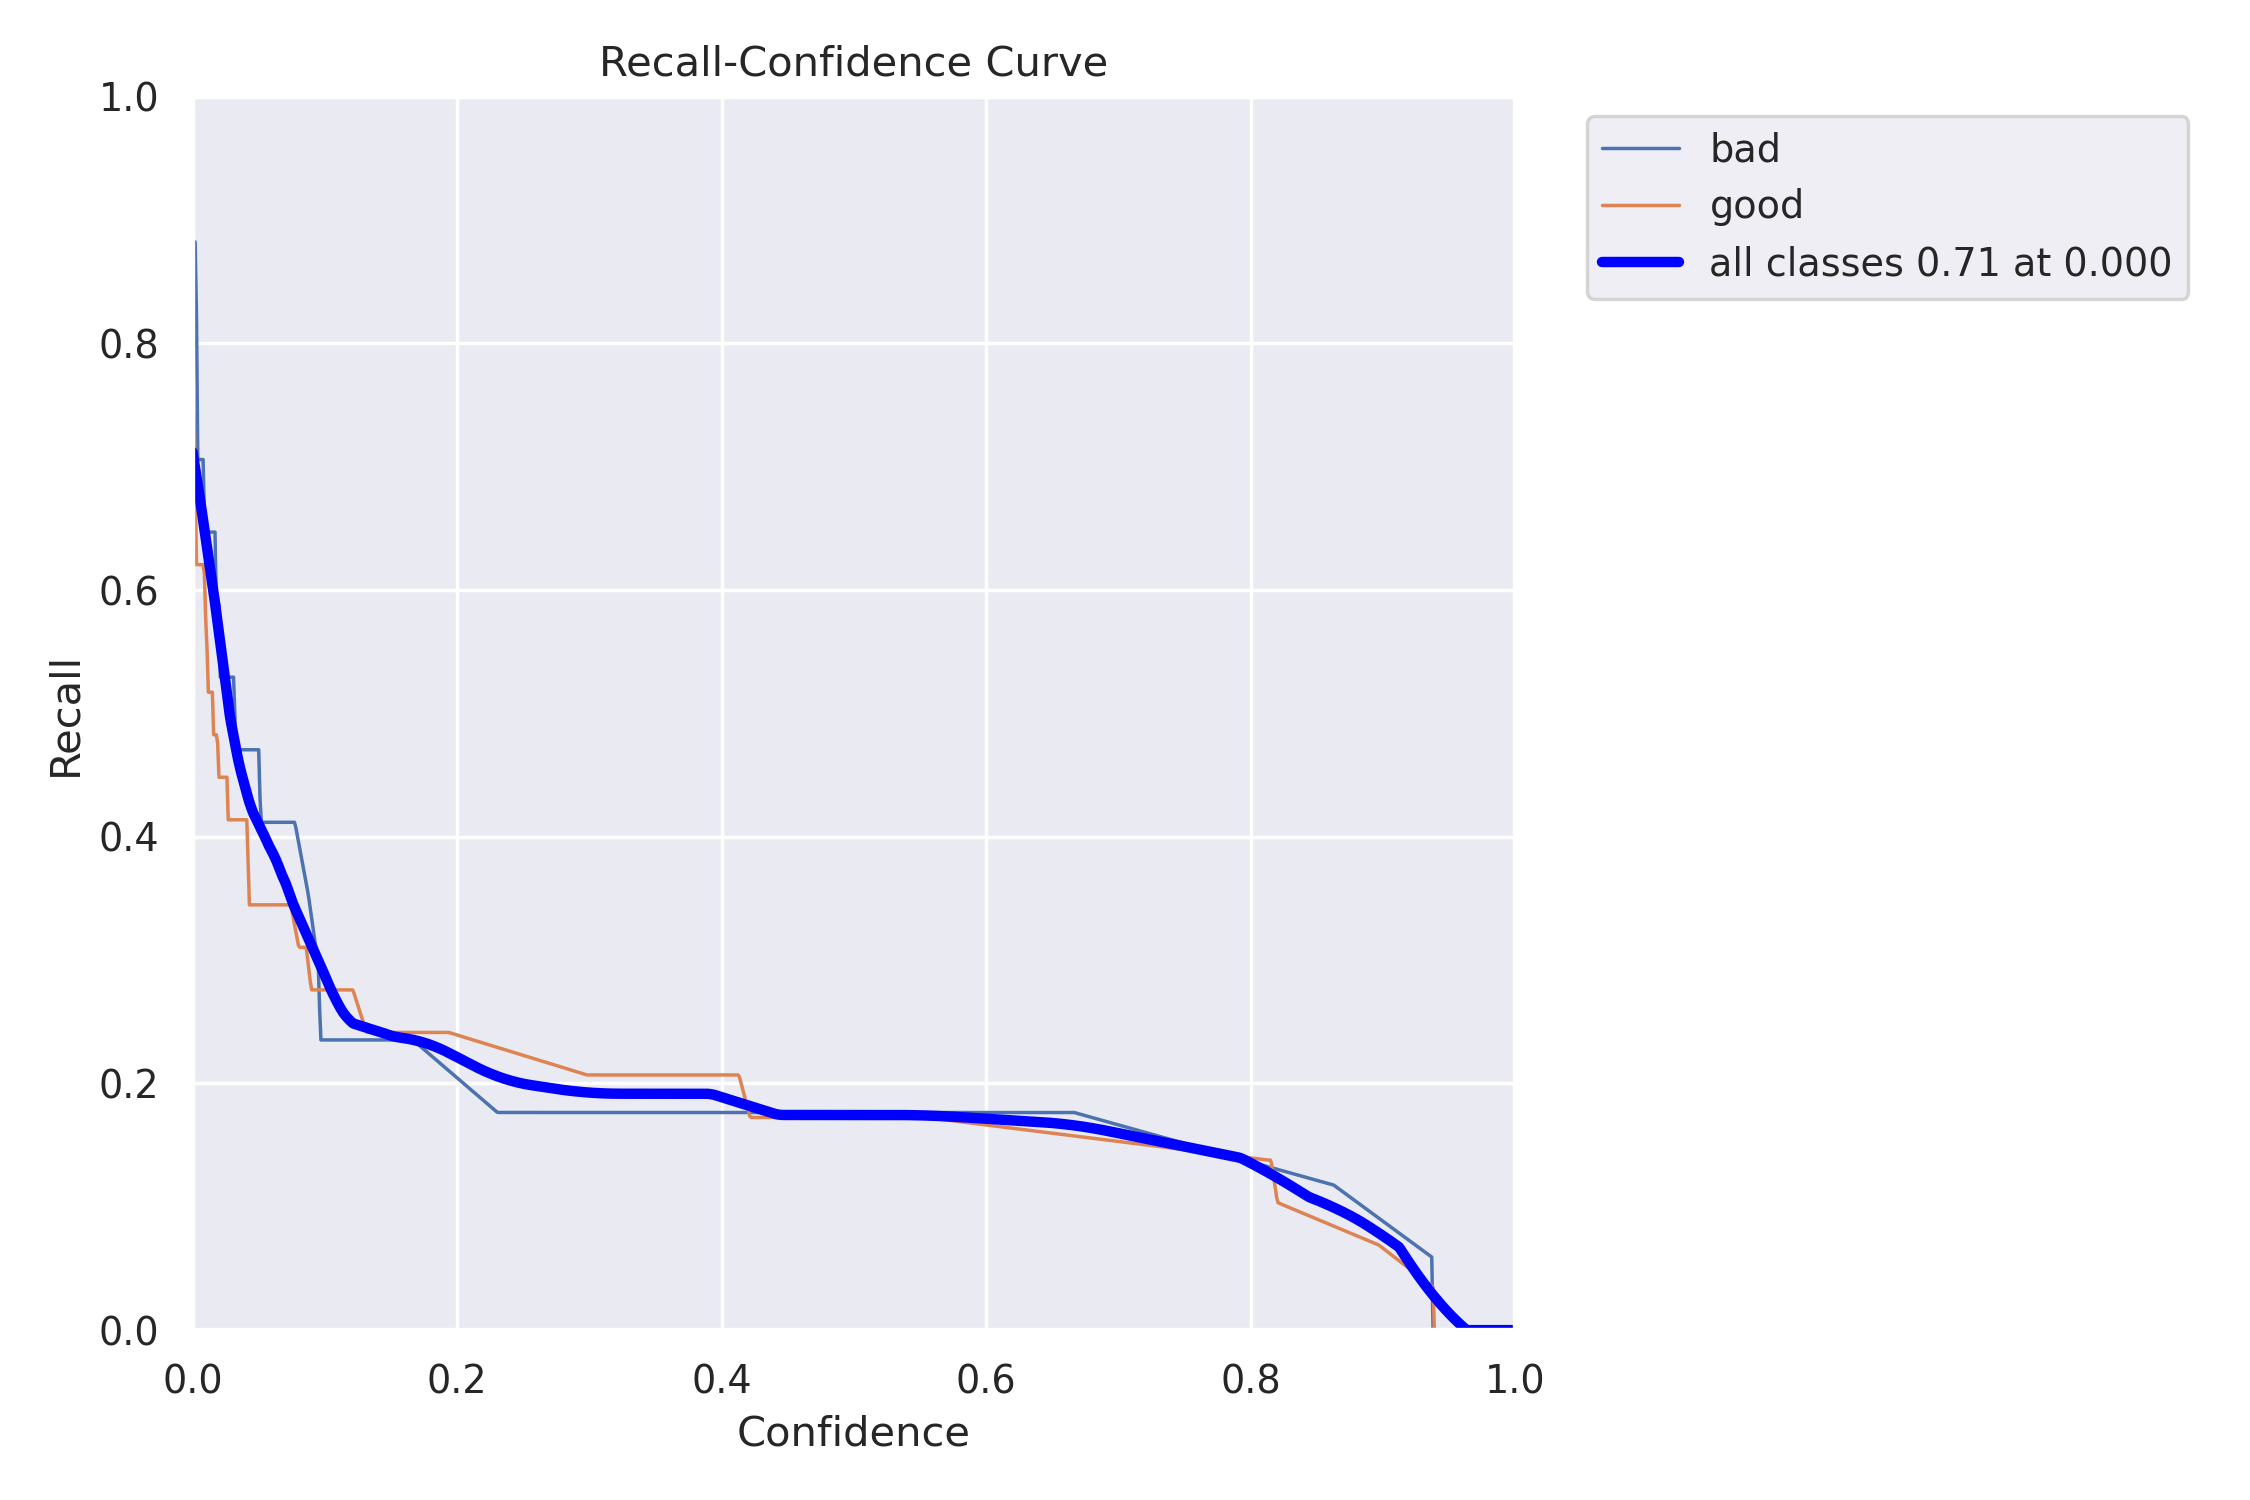 Recall-Confidence Curve
1.0
0.8
0.6
0.4
0.2
0.0
Recall
0.0 0.2 0.4 0.6 0.8 1.0
Confidence
bad
good
all classes 0.71 at 0.000